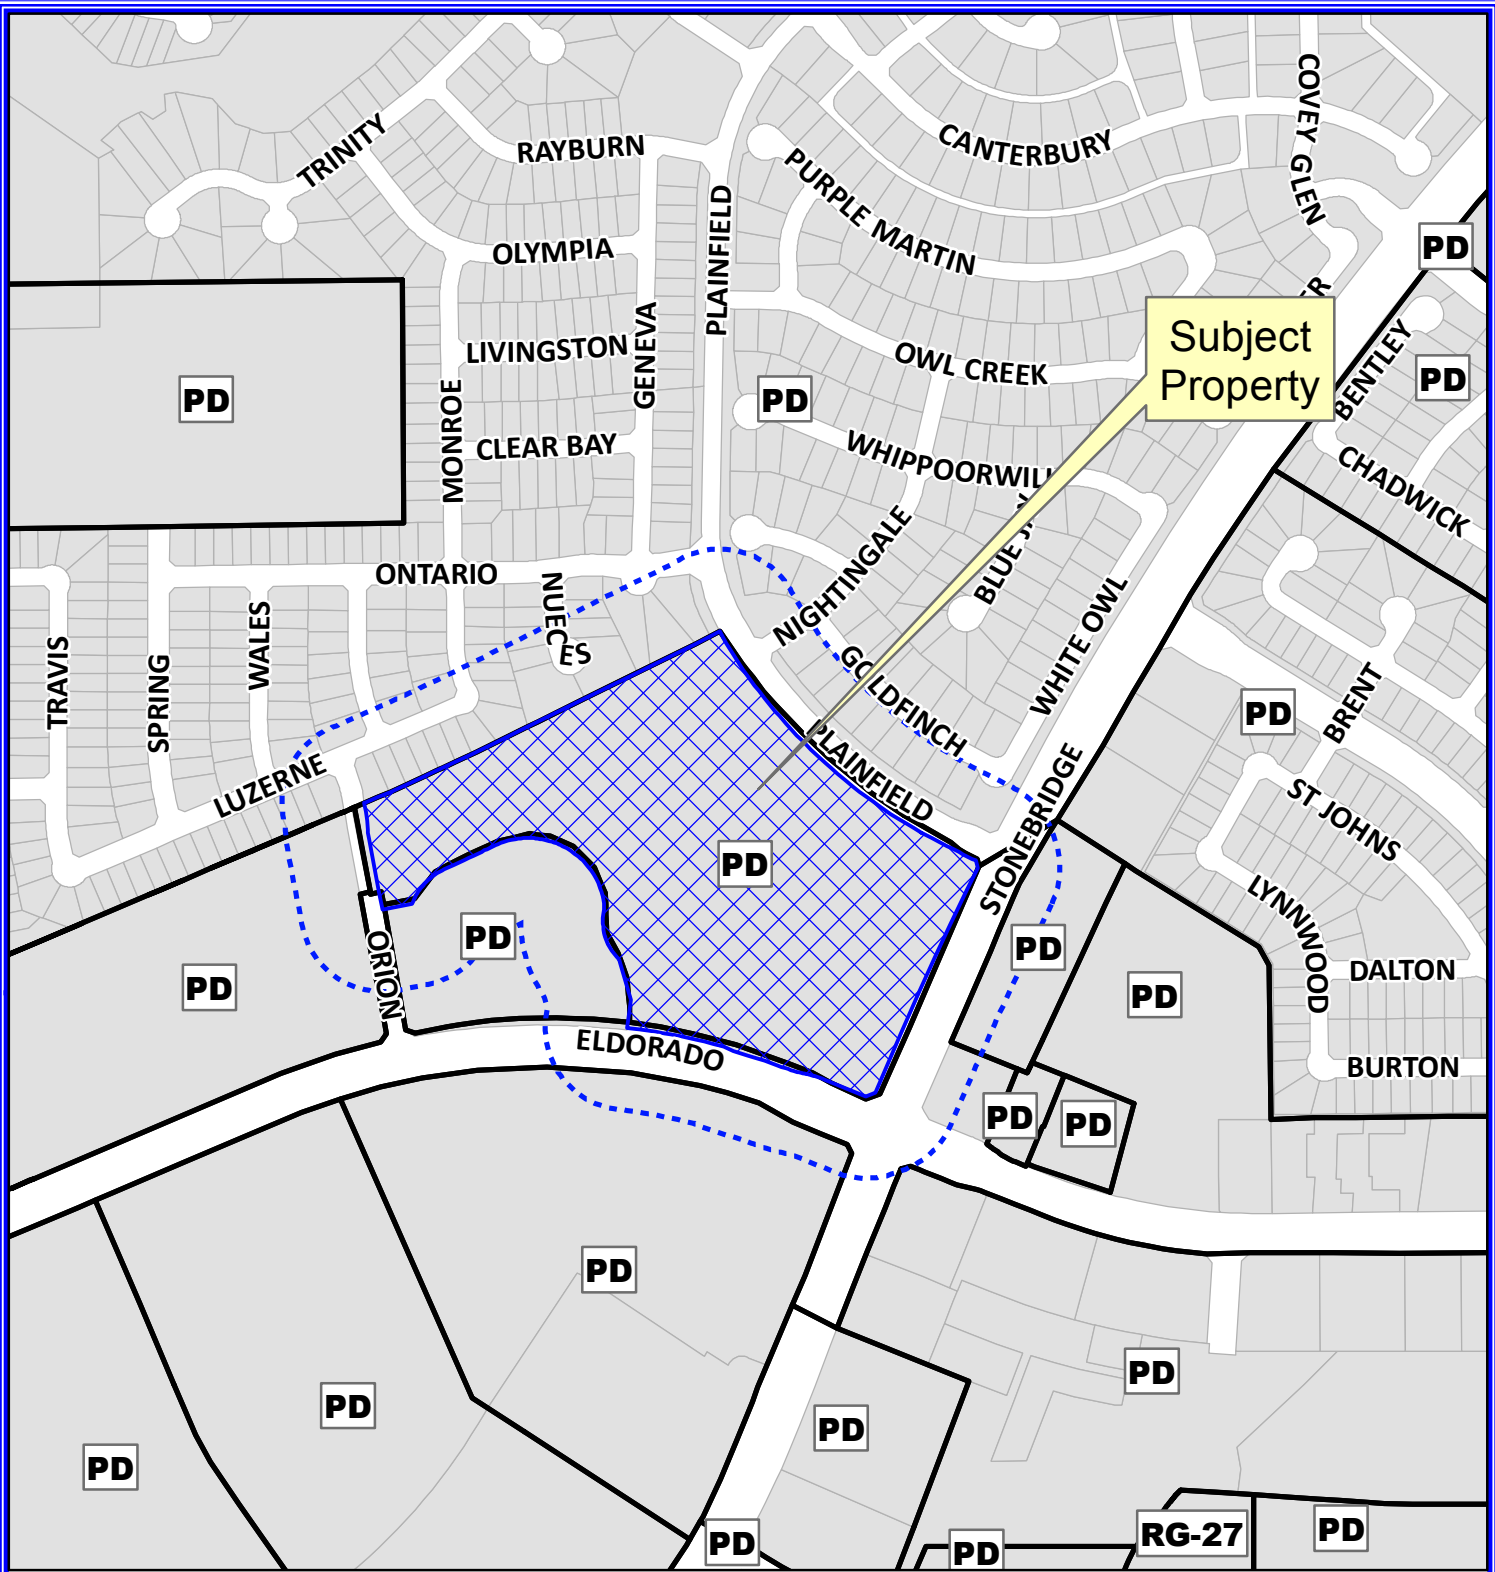 COVEY GLEN
TRINITY
RAYBURN
CANTERBURY
PURPLE MARTIN
PLAINFIELD
OLYMPIA
PD
ER
Subject
Property
GENEVA
LIVINGSTON
OWL CREEK
BENTLEY
PD
PD
PD
MONROE
CLEAR BAY
WHIPPOORWILL
CHADWICK
NIGHTINGALE
BLUE J
ONTARIO
NUECES
WHITE OWL
TRAVIS
SPRING
WALES
GOLDFINCH
PD
BRENT
LUZERNE
PLAINFIELD
STONEBRIDGE
ST JOHNS
PD
LYNNWOOD
PD
PD
DALTON
PD
ORION
PD
ELDORADO
BURTON
PD
PD
PD
PD
PD
PD
PD
PD
RG-27
PD
PD